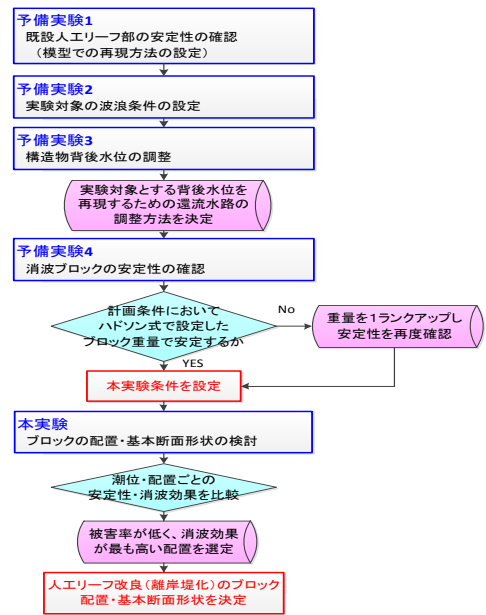 予備実験1
既設人工リーフ部の安定性の確認
（模型での再現方法の設定）
予備実験2
実験対象の波浪条件の設定
予備実験3
構造物背後水位の調整
実験対象とする背後水位を
再現するための還流水路の
調整方法を決定
予備実験4
消波ブロックの安定性の確認
計画条件において
ハドソン式で設定した
ブロック重量で安定するか
No
重量を1ランクアップし
安定性を再度確認
YES
本実験条件を設定
本実験
ブロックの配置・基本断面形状の検討
潮位・配置ごとの
安定性・消波効果を比較
被害率が低く、消波効果
が最も高い配置を選定
人工リーフ改良（離岸堤化）のブロック
配置・基本断面形状を決定